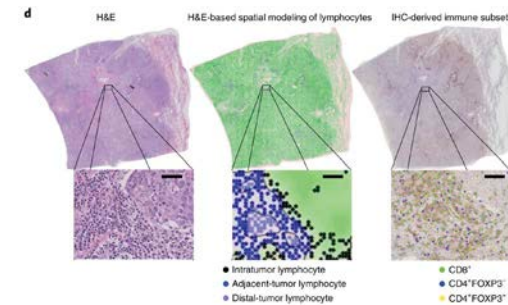 d
H&E
H&E-based spatial modeling of lymphocytes
IHC-derived immune subset
Intratumor lymphocyte
Adjacent-tumor lymphocyte
Distal-tumor lymphocyte
CD8⁺
CD4⁺FOXP3⁻
CD4⁺FOXP3⁺